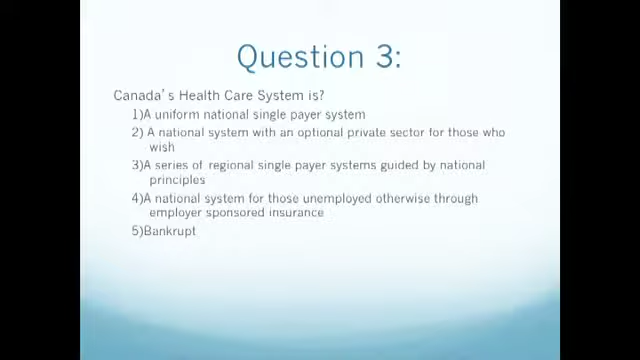 Question 3:
Canada's Health Care System is?
1)A uniform national single payer system
2) A national system with an optional private sector for those who
wish
3)A series of regional single payer systems guided by national
principles
4)A national system for those unemployed otherwise through
employer sponsored insurance
5)Bankrupt